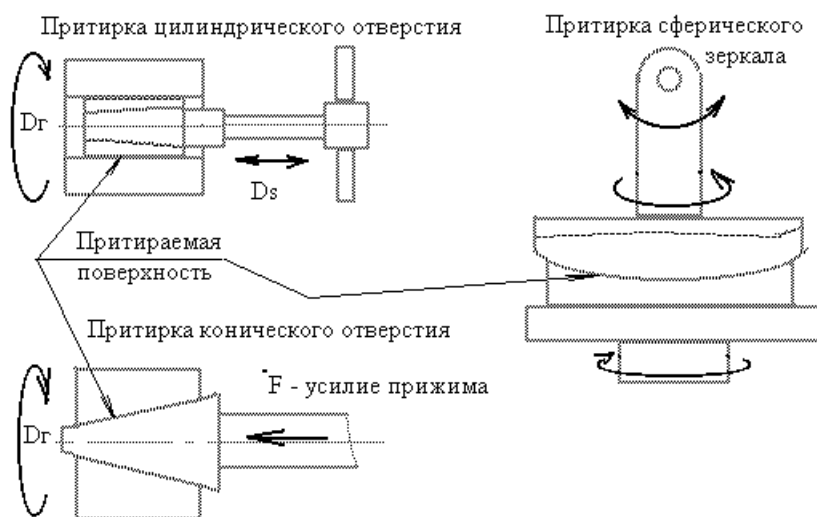 Притирка цилиндрического отверстия
Притирка сферического
зеркала
Dr
Ds
Притираемая
поверхность
Притирка конического отверстия
F - усилие прижима
Dr